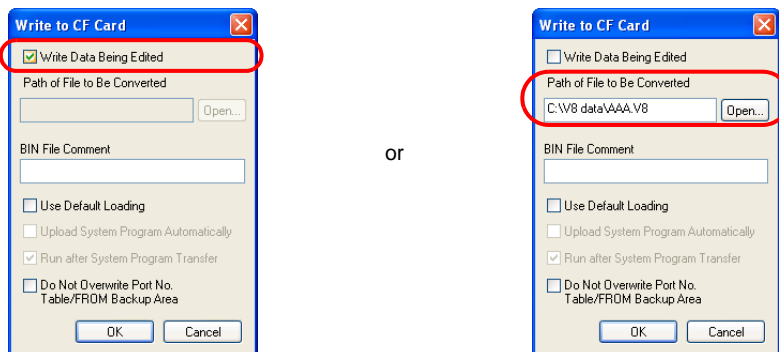 Write to CF Card
Write Data Being Edited
Path of File to Be Converted
Open...
BIN File Comment
Use Default Loading
Upload System Program Automatically
Run after System Program Transfer
Do Not Overwrite Port No.
Table/FROM Backup Area
OK Cancel
or
Write to CF Card
Write Data Being Edited
Path of File to Be Converted
C:\V8 data\AAA.V8 Open...
BIN File Comment
Use Default Loading
Upload System Program Automatically
Run after System Program Transfer
Do Not Overwrite Port No.
Table/FROM Backup Area
OK Cancel